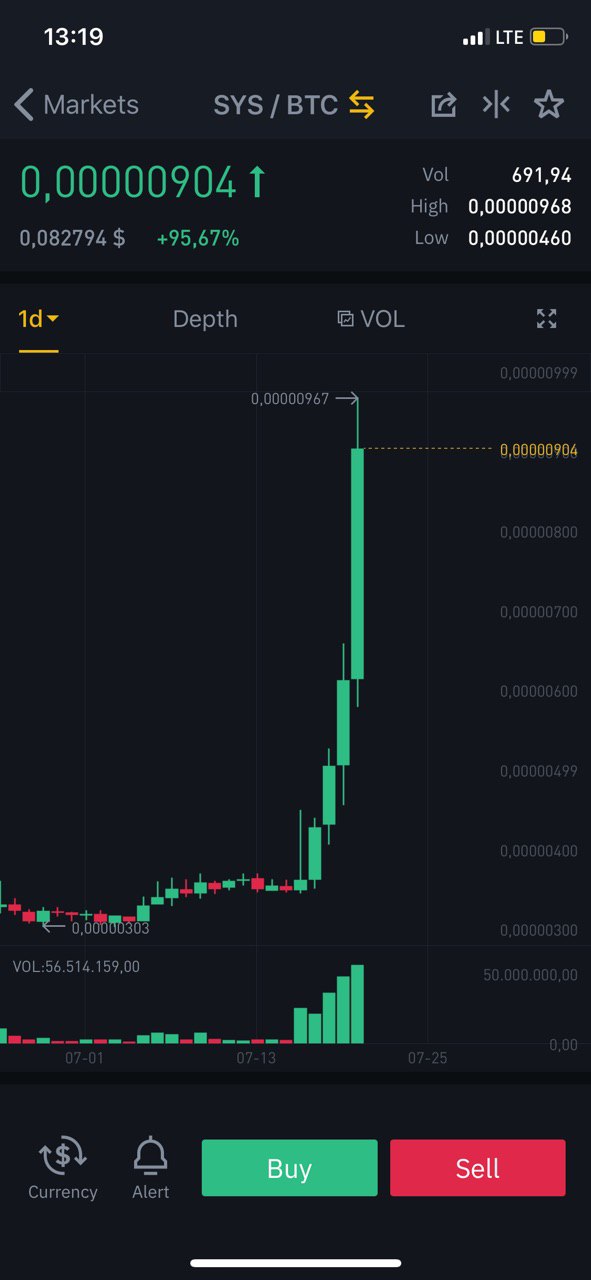 13:19
LTE
Markets
SYS / BTC
0,00000904
Vol 691,94
High 0,00000968
0,082794 $ +95,67%
Low 0,00000460
1d Depth VOL
0,00000999
0,00000967
0,00000904
0,00000800
0,00000700
0,00000600
0,00000499
0,00000400
0,00000303
0,00000300
VOL:56.514.159,00
50.000.000,00
0,00
07-01 07-13 07-25
$
Currency Alert Buy Sell